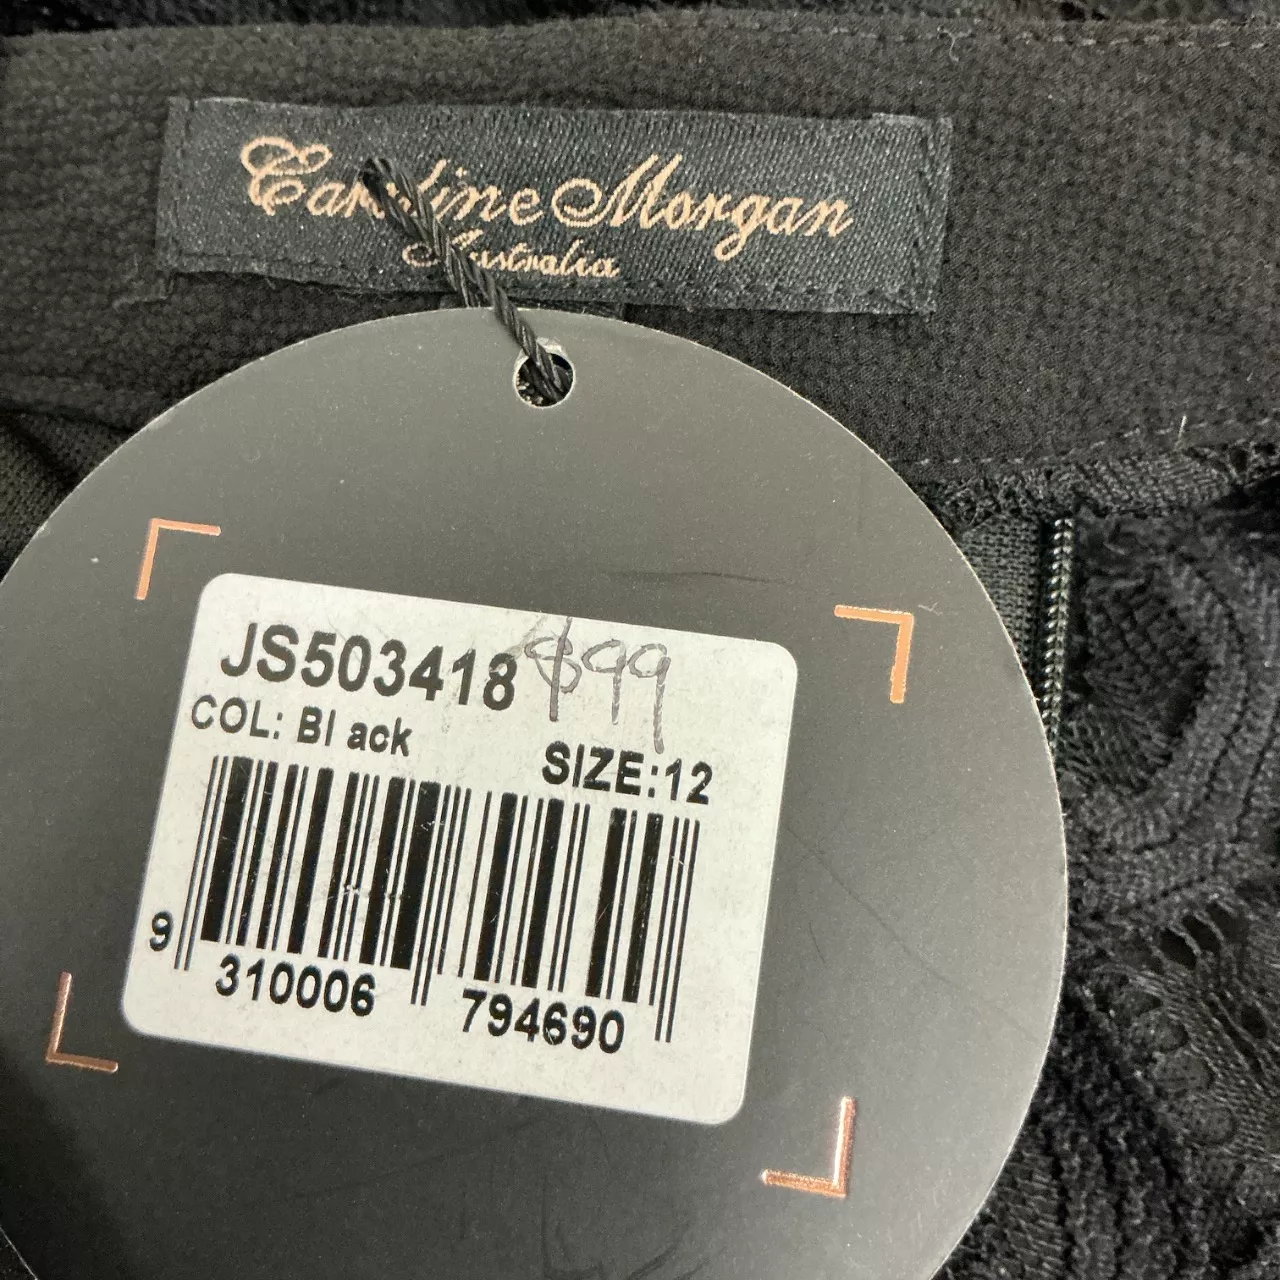 Caroline Morgan
Australia
JS503418 $99
COL: Bl ack
SIZE:12
9 310006 794690